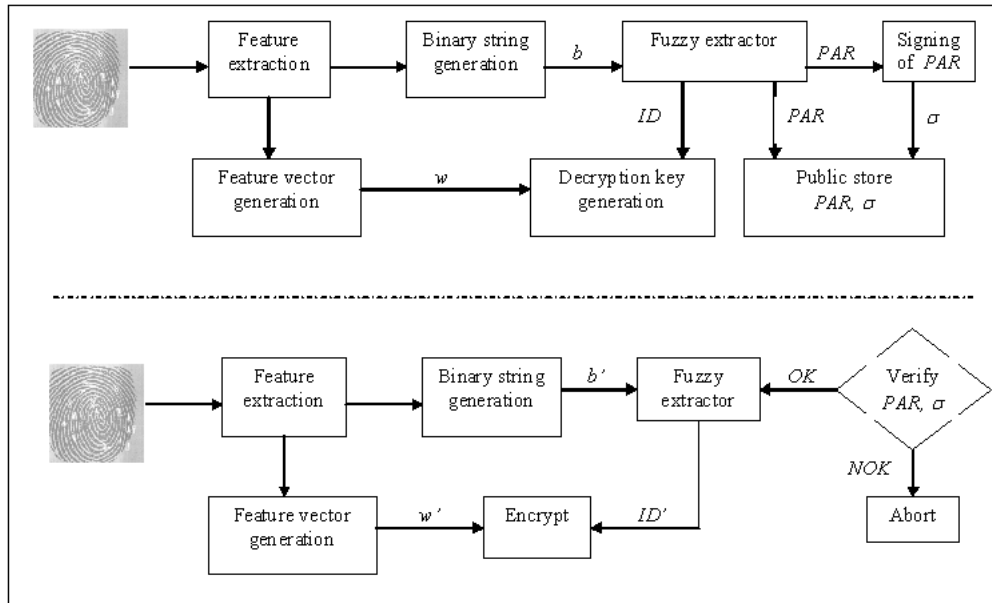 Feature
extraction
Binary string
generation
b
Fuzzy extractor
PAR
Signing
of PAR
ID
PAR
σ
Feature vector
generation
w
Decryption key
generation
Public store
PAR, σ
Feature
extraction
Binary string
generation
b'
Fuzzy
extractor
OK
Verify
PAR, σ
NOK
Feature vector
generation
w'
Encrypt
ID'
Abort